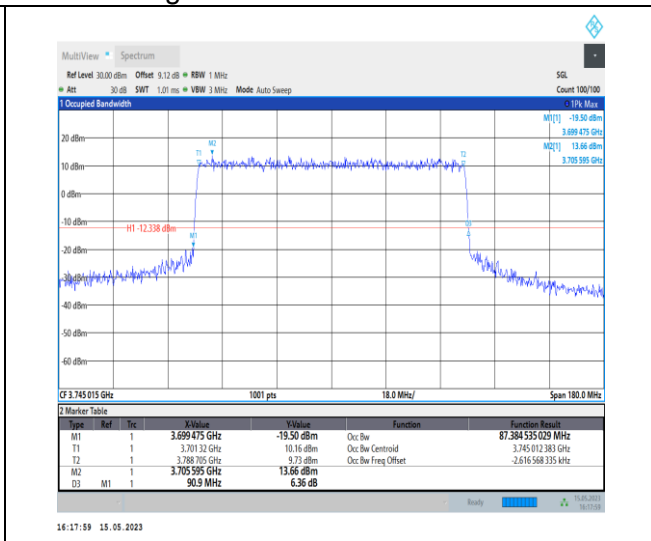 MultiView Spectrum
Ref Level 30.00 dBm Offset 9.12 dB RBW 1 MHz SGL
Att 30 dB SWT 1.01 ms VBW 3 MHz Mode Auto Sweep Count 100/100
1 Occupied Bandwidth 1Pk Max
M1[1] -19.50 dBm
3.699 475 GHz
M2[1] 13.66 dBm
3.705 595 GHz
20 dBm
M2
T1
T2
10 dBm
0 dBm
-10 dBm
H1 -12.338 dBm
D3
M1
-20 dBm
-30 dBm
-40 dBm
-50 dBm
-60 dBm
CF 3.745 015 GHz 1001 pts 18.0 MHz/ Span 180.0 MHz
2 Marker Table
Type Ref Trc X-Value Y-Value Function Function Result
M1 1 3.699 475 GHz -19.50 dBm Occ Bw 87.384 535 029 MHz
T1 1 3.701 32 GHz 10.16 dBm Occ Bw Centroid 3.745 012 383 GHz
T2 1 3.788 705 GHz 9.73 dBm Occ Bw Freq Offset -2.616 568 335 kHz
M2 1 3.705 595 GHz 13.66 dBm
D3 M1 1 90.9 MHz 6.36 dB
Ready 15.05.2023
16:17:59
16:17:59 15.05.2023